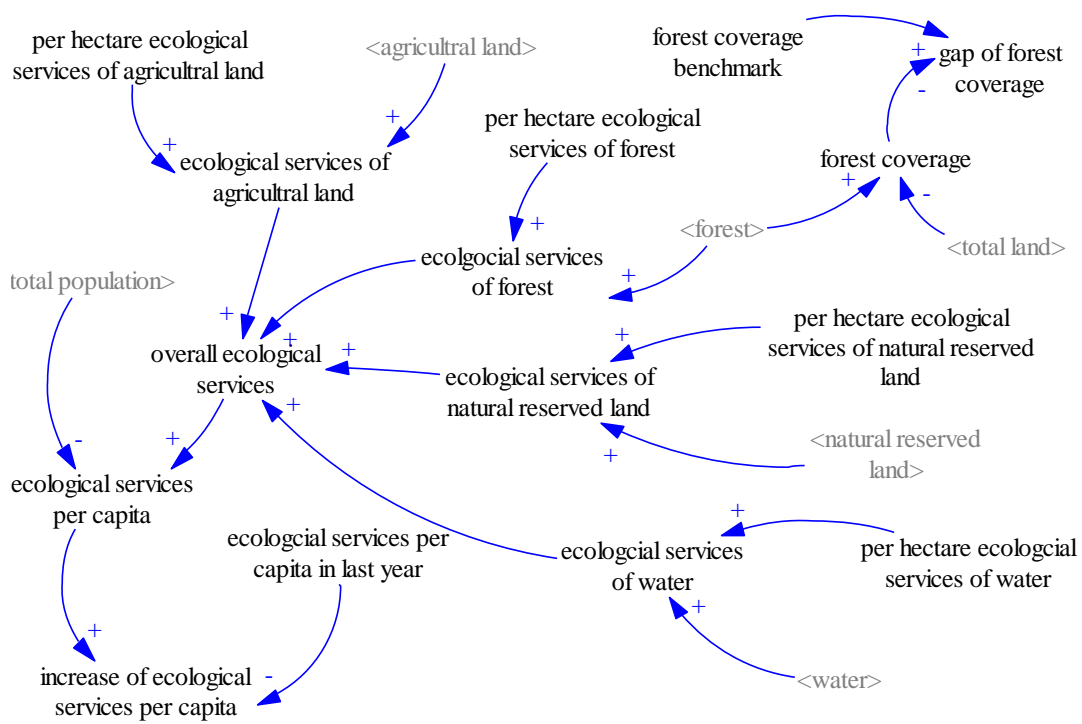 per hectare ecological
services of agricultral land
<agricultral land>
forest coverage
benchmark
gap of forest
coverage
+
-
per hectare ecological
services of forest
+
+
ecological services of
agricultral land
forest coverage
+
-
<forest>
<total land>
+
ecolgocial services
of forest
+
total population>
+
+
+
overall ecological
services
+
per hectare ecological
services of natural reserved
land
+
ecological services of
natural reserved land
+
+
-
+
<natural reserved
land>
ecological services
per capita
ecologcial services per
capita in last year
+
ecologcial services
of water
per hectare ecologcial
services of water
+
+
-
increase of ecological
services per capita
<water>